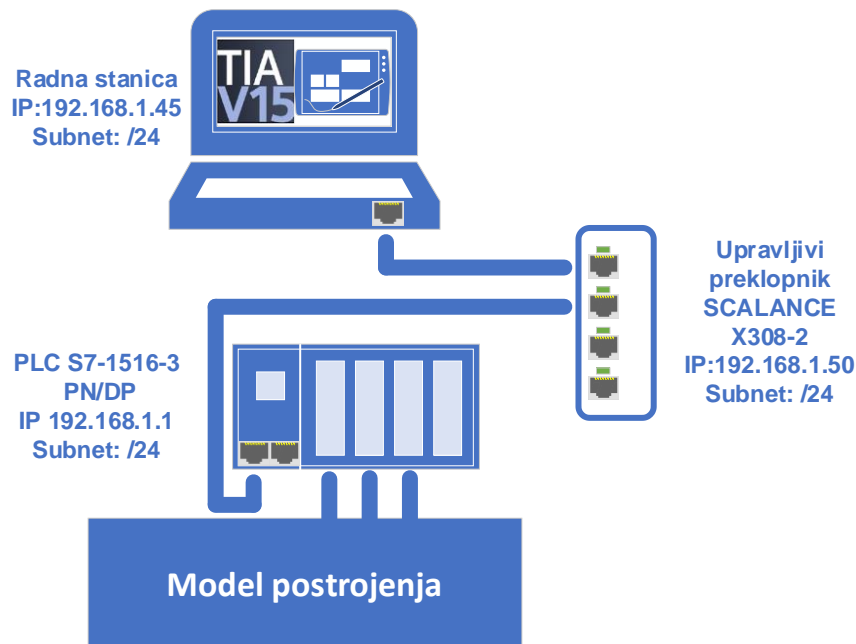 TIA
V15
Radna stanica
IP:192.168.1.45
Subnet: /24
Upravljivi
preklopnik
SCALANCE
X308-2
IP:192.168.1.50
Subnet: /24
PLC S7-1516-3
PN/DP
IP 192.168.1.1
Subnet: /24
Model postrojenja